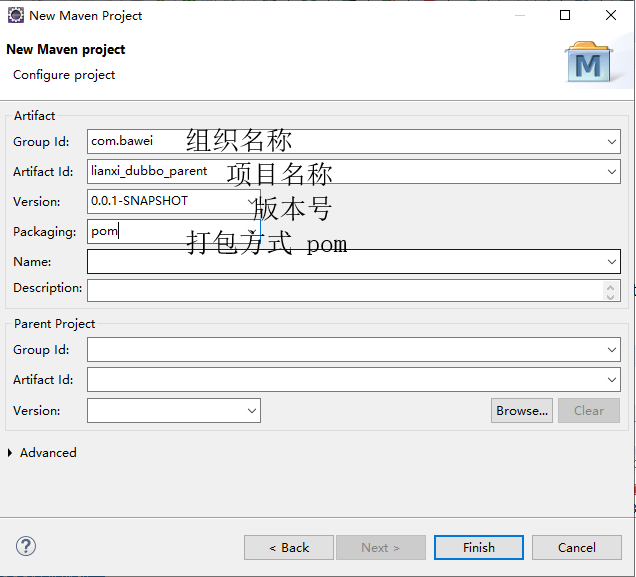 New Maven Project
New Maven project
Configure project
M
Artifact
Group Id: com.bawei 组织名称
Artifact Id: lianxi_dubbo_parent 项目名称
Version: 0.0.1-SNAPSHOT 版本号
Packaging: pom 打包方式 pom
Name:
Description:
Parent Project
Group Id:
Artifact Id:
Version: Browse... Clear
Advanced
? < Back Next > Finish Cancel